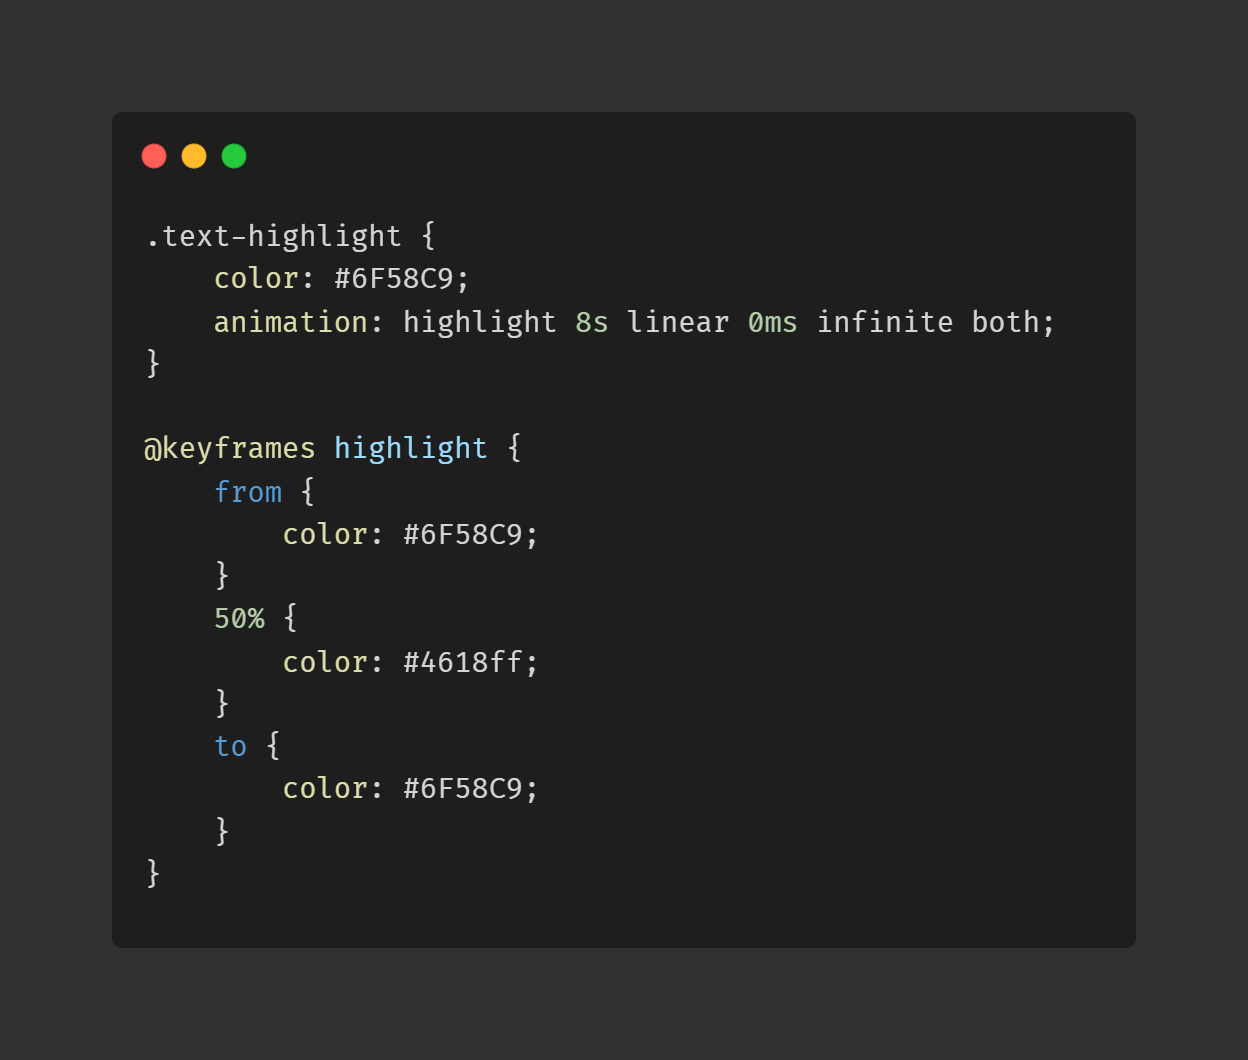 .text-highlight {
    color: #6F58C9;
    animation: highlight 8s linear 0ms infinite both;
}

@keyframes highlight {
    from {
        color: #6F58C9;
    }
    50% {
        color: #4618ff;
    }
    to {
        color: #6F58C9;
    }
}